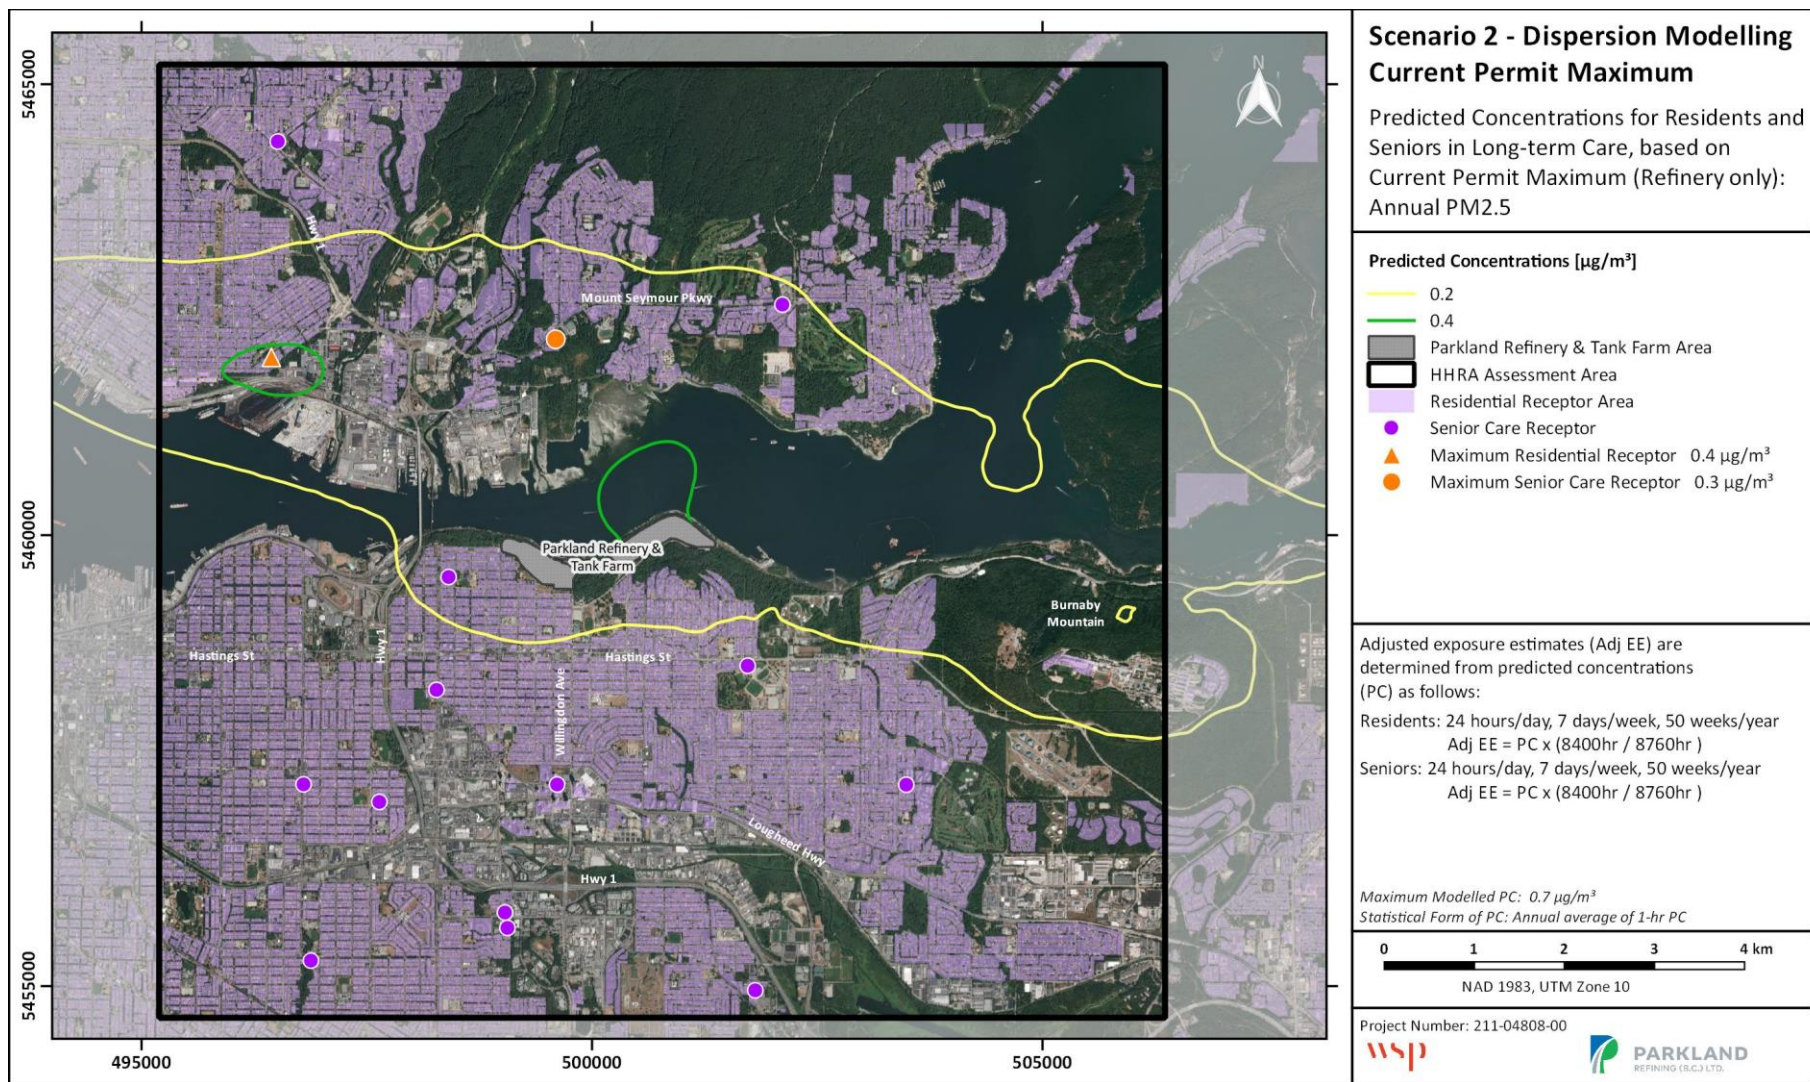 Scenario 2 - Dispersion Modelling
Current Permit Maximum
Predicted Concentrations for Residents and
Seniors in Long-term Care, based on
Current Permit Maximum (Refinery only):
Annual PM2.5
Predicted Concentrations [µg/m³]
0.2
0.4
Parkland Refinery & Tank Farm Area
HHRA Assessment Area
Residential Receptor Area
Senior Care Receptor
Maximum Residential Receptor 0.4 µg/m³
Maximum Senior Care Receptor 0.3 µg/m³
Adjusted exposure estimates (Adj EE) are
determined from predicted concentrations
(PC) as follows:
Residents: 24 hours/day, 7 days/week, 50 weeks/year
Adj EE = PC x (8400hr / 8760hr )
Seniors: 24 hours/day, 7 days/week, 50 weeks/year
Adj EE = PC x (8400hr / 8760hr )
Maximum Modelled PC: 0.7 µg/m³
Statistical Form of PC: Annual average of 1-hr PC
0 1 2 3 4 km
NAD 1983, UTM Zone 10
Project Number: 211-04808-00
wsp
PARKLAND
REFINING (B.C.) LTD.
N
5465000
5460000
5455000
495000
500000
505000
Hwy 1
Mount Seymour Pkwy
Parkland Refinery &
Tank Farm
Burnaby
Mountain
Hastings St
Hwy 1
Hastings St
Willingdon Ave
Lougheed Hwy
Hwy 1